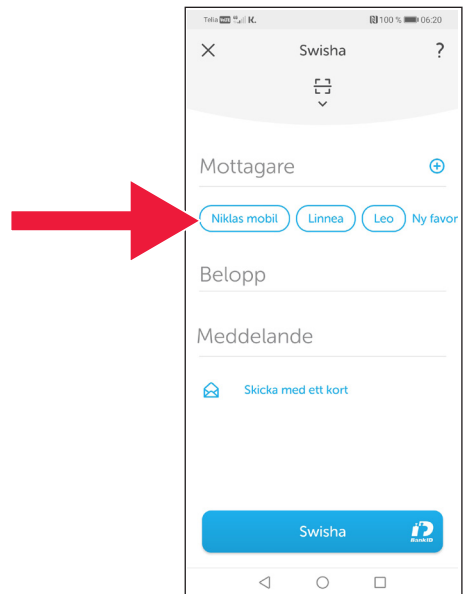 Telia K. 100 % 06:20
Swisha ?
Mottagare
Niklas mobil Linnea Leo Ny favor
Belopp
Meddelande
Skicka med ett kort
Swisha
BankID